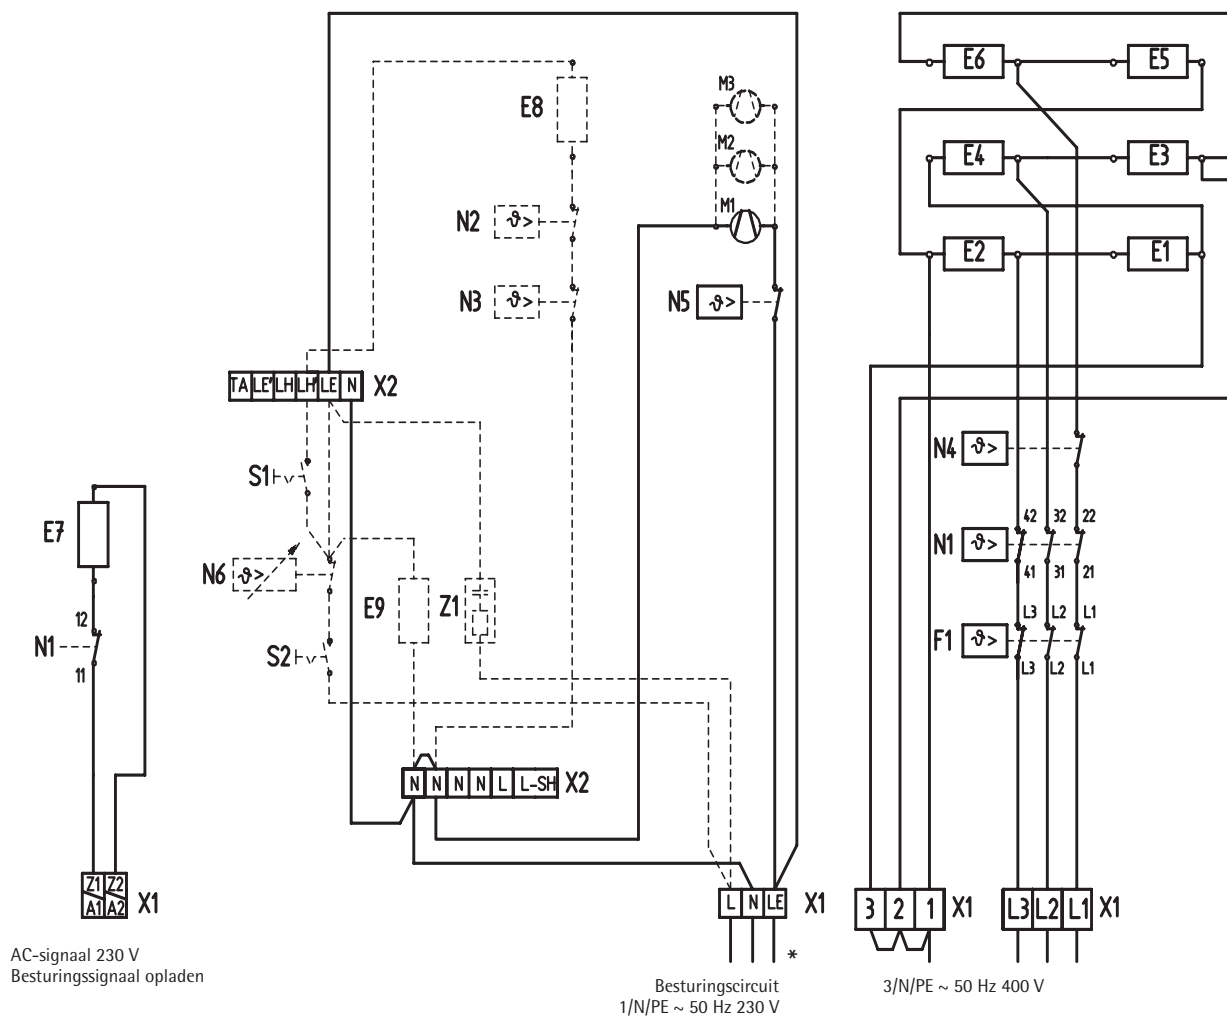 E6 E5
M3
E8
M2
E4 E3
M1
N2
E2 E1
N3 ϑ> N5 ϑ>
ϑ>
TA LE' LH LH' LE N X2
N4 ϑ>
S1
E7
42 32 22
N1 ϑ>
41 31 21
N6 ϑ>
E9 Z1
12
N1
11
L3 L2 L1
F1 ϑ>
L3 L2 L1
S2
N N N N L L-SH X2
Z1 Z2
A1 A2 X1
L N LE X1
3 2 1 X1
L3 L2 L1 X1
*
AC-signaal 230 V
Besturingssignaal opladen
Besturingscircuit
1/N/PE ~ 50 Hz 230 V
3/N/PE ~ 50 Hz 400 V